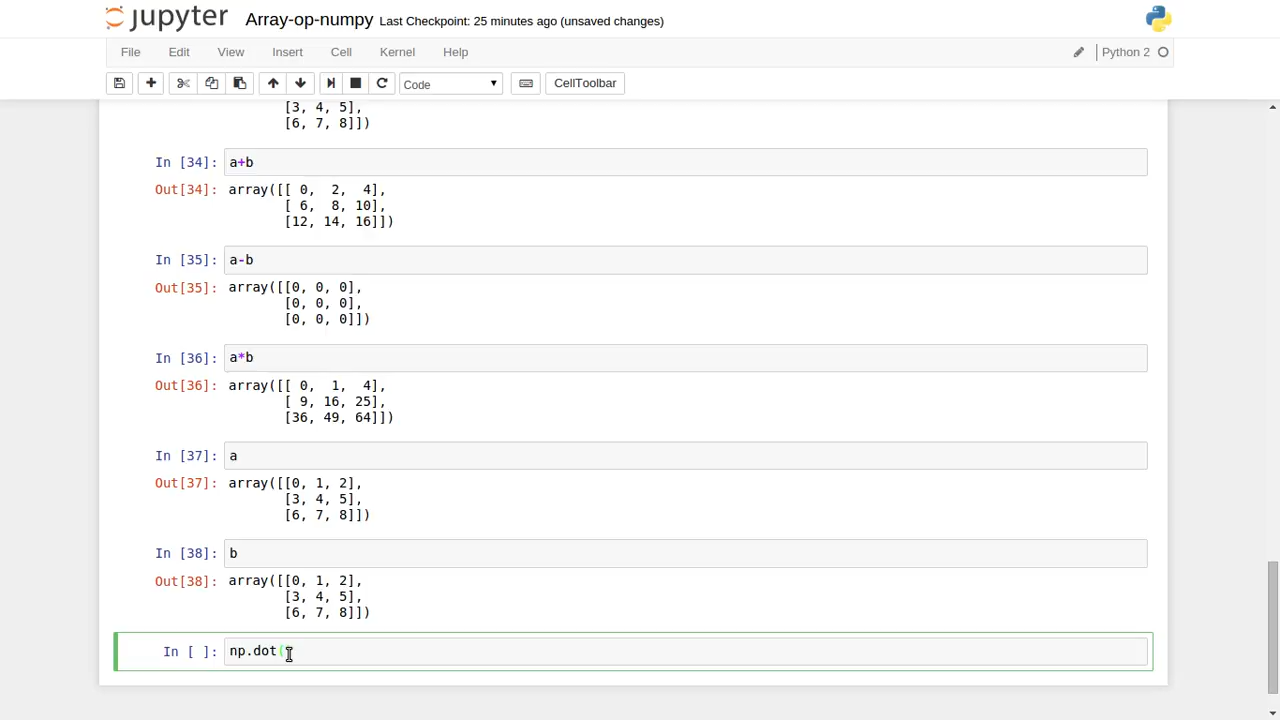 jupyter Array-op-numpy Last Checkpoint: 25 minutes ago (unsaved changes)
File Edit View Insert Cell Kernel Help Python 2
Code CellToolbar
[3, 4, 5],
[6, 7, 8]])
In [34]: a+b
Out[34]: array([[ 0, 2, 4],
[ 6, 8, 10],
[12, 14, 16]])
In [35]: a-b
Out[35]: array([[0, 0, 0],
[0, 0, 0],
[0, 0, 0]])
In [36]: a*b
Out[36]: array([[ 0, 1, 4],
[ 9, 16, 25],
[36, 49, 64]])
In [37]: a
Out[37]: array([[0, 1, 2],
[3, 4, 5],
[6, 7, 8]])
In [38]: b
Out[38]: array([[0, 1, 2],
[3, 4, 5],
[6, 7, 8]])
In [ ]: np.dot(